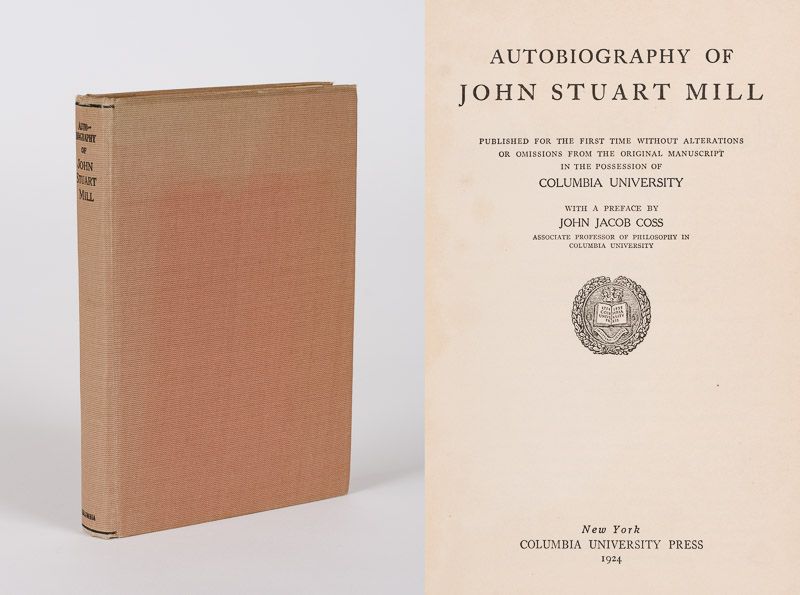 AUTO-
BIOGRAPHY
OF
JOHN
STUART
MILL
COLUMBIA
AUTOBIOGRAPHY OF
JOHN STUART MILL
PUBLISHED FOR THE FIRST TIME WITHOUT ALTERATIONS
OR OMISSIONS FROM THE ORIGINAL MANUSCRIPT
IN THE POSSESSION OF
COLUMBIA UNIVERSITY
WITH A PREFACE BY
JOHN JACOB COSS
ASSOCIATE PROFESSOR OF PHILOSOPHY IN
COLUMBIA UNIVERSITY
New York
COLUMBIA UNIVERSITY PRESS
1924